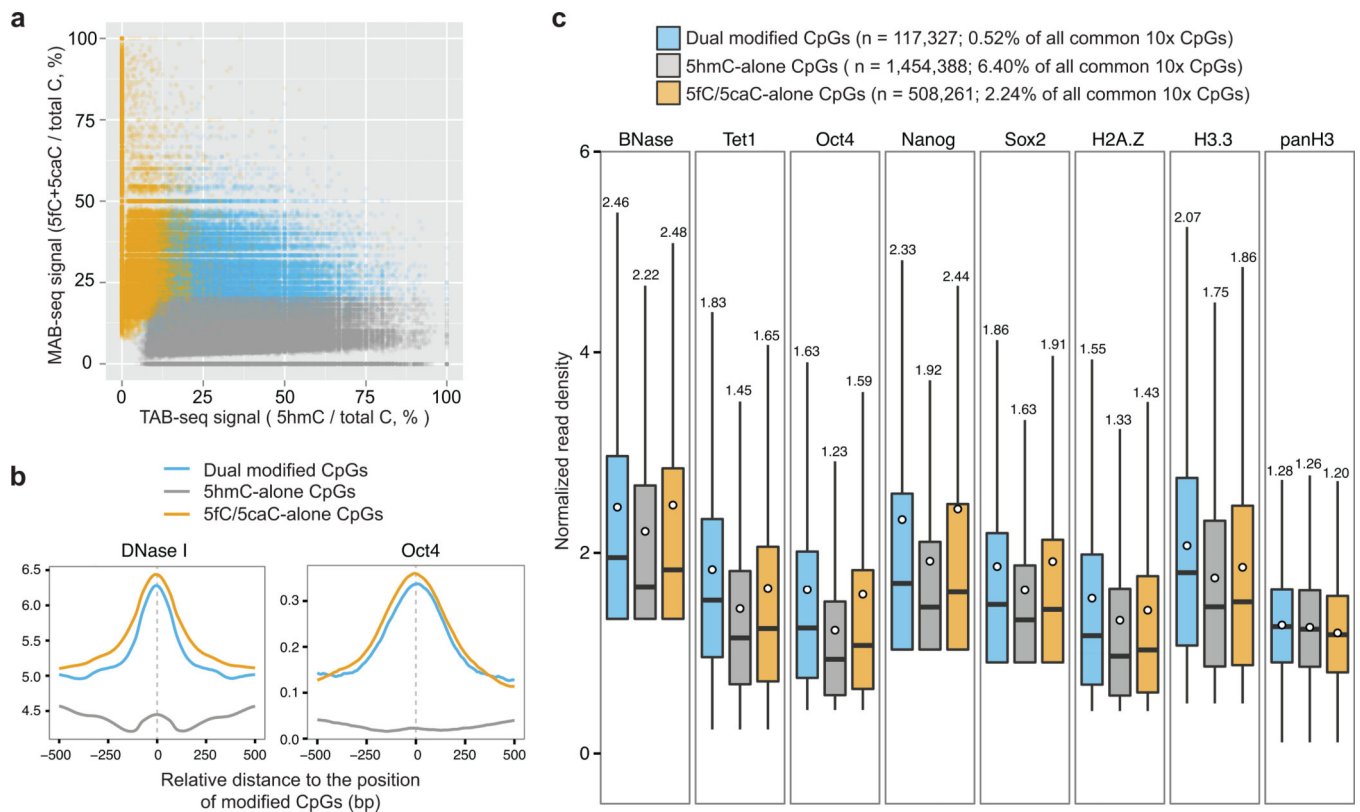 a
MAB-seq signal (5fC+5caC / total C, %)
100
75
50
25
0
0
25
50
75
100
TAB-seq signal ( 5hmC / total C, % )
b
Dual modified CpGs
5hmC-alone CpGs
5fC/5caC-alone CpGs
DNase I
6.5
6.0
5.5
5.0
4.5
−500
−250
0
250
500
Oct4
0.3
0.2
0.1
0.0
−500
−250
0
250
500
Relative distance to the position
of modified CpGs (bp)
c
Dual modified CpGs (n = 117,327; 0.52% of all common 10x CpGs)
5hmC-alone CpGs ( n = 1,454,388; 6.40% of all common 10x CpGs)
5fC/5caC-alone CpGs (n = 508,261; 2.24% of all common 10x CpGs)
BNase
Tet1
Oct4
Nanog
Sox2
H2A.Z
H3.3
panH3
Normalized read density
6
4
2
0
2.46
2.22
2.48
1.83
1.45
1.65
1.63
1.23
1.59
2.33
1.92
2.44
1.86
1.63
1.91
1.55
1.33
1.43
2.07
1.75
1.86
1.28
1.26
1.20